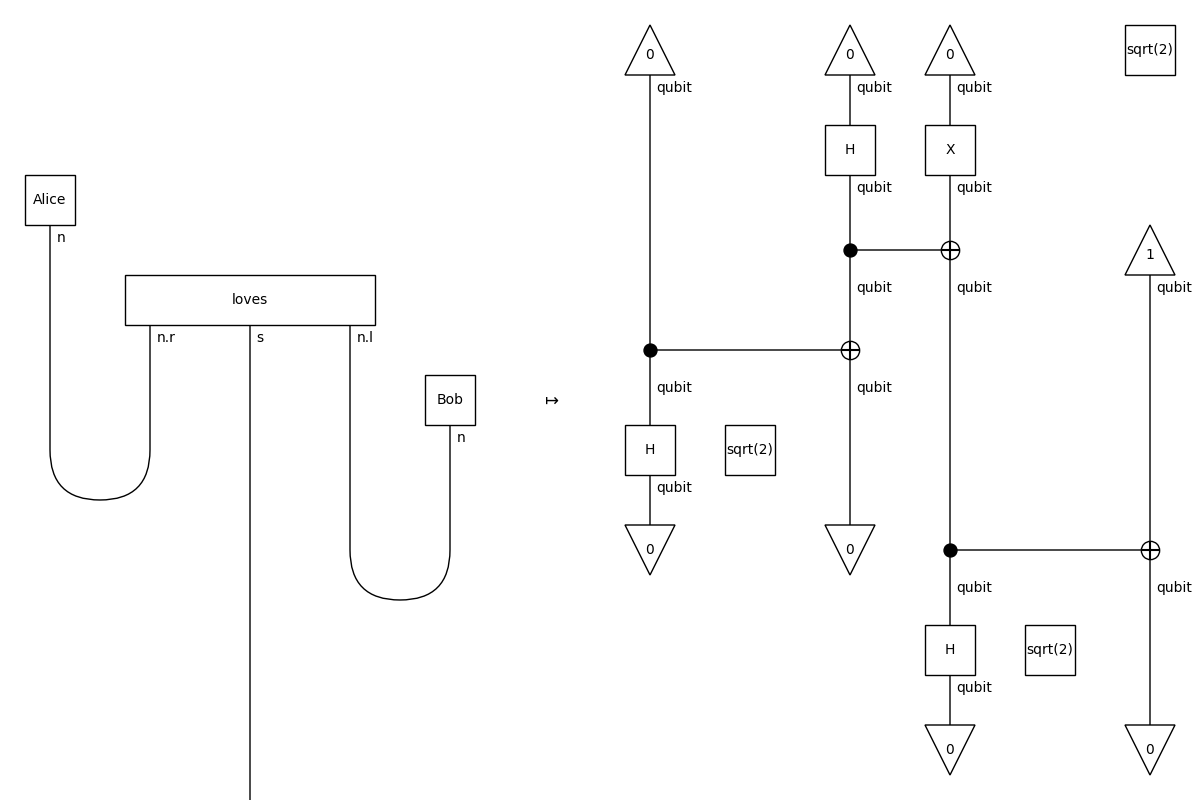 0 0 0 sqrt(2)
qubit qubit qubit
H X
Alice qubit qubit
n
1
qubit qubit qubit
loves
n.r s n.l
qubit qubit
Bob ↦
n H sqrt(2)
qubit
0 0
qubit qubit
H sqrt(2)
qubit
0 0